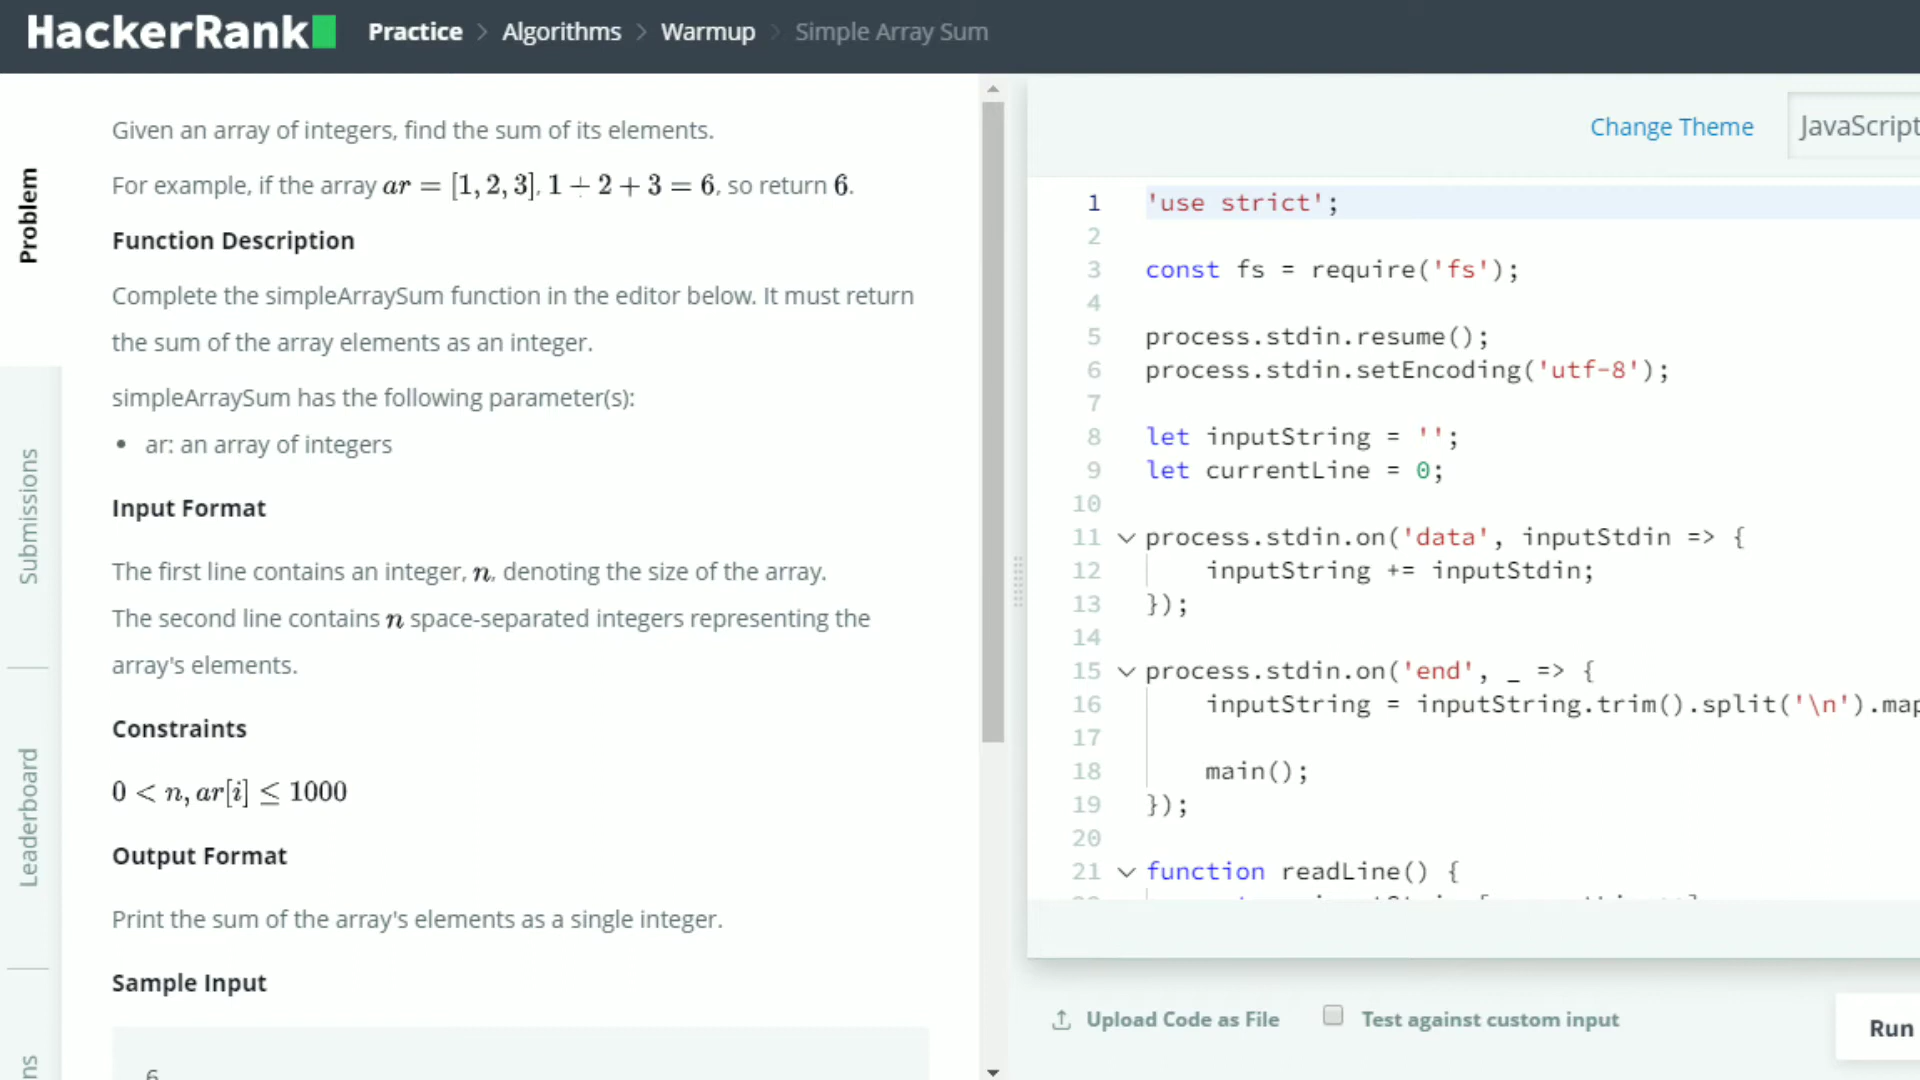 HackerRank
Practice > Algorithms > Warmup > Simple Array Sum
Problem
Submissions
Leaderboard
Given an array of integers, find the sum of its elements.
For example, if the array ar = [1, 2, 3], 1 + 2 + 3 = 6, so return 6.
Function Description
Complete the simpleArraySum function in the editor below. It must return
the sum of the array elements as an integer.
simpleArraySum has the following parameter(s):
• ar: an array of integers
Input Format
The first line contains an integer, n, denoting the size of the array.
The second line contains n space-separated integers representing the
array's elements.
Constraints
0 < n, ar[i] ≤ 1000
Output Format
Print the sum of the array's elements as a single integer.
Sample Input
6
Change Theme
JavaScript
1 'use strict';
2
3 const fs = require('fs');
4
5 process.stdin.resume();
6 process.stdin.setEncoding('utf-8');
7
8 let inputString = '';
9 let currentLine = 0;
10
11 process.stdin.on('data', inputStdin => {
12 inputString += inputStdin;
13 });
14
15 process.stdin.on('end', _ => {
16 inputString = inputString.trim().split('\n').map
17
18 main();
19 });
20
21 function readLine() {
Upload Code as File
Test against custom input
Run